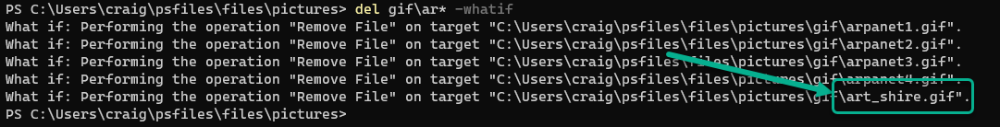 PS C:\Users\craig\psfiles\files\pictures> del gif\ar* -whatif
What if: Performing the operation "Remove File" on target "C:\Users\craig\psfiles\files\pictures\gif\arpanet1.gif".
What if: Performing the operation "Remove File" on target "C:\Users\craig\psfiles\files\pictures\gif\arpanet2.gif".
What if: Performing the operation "Remove File" on target "C:\Users\craig\psfiles\files\pictures\gif\arpanet3.gif".
What if: Performing the operation "Remove File" on target "C:\Users\craig\psfiles\files\pictures\gif\arpanet4.gif".
What if: Performing the operation "Remove File" on target "C:\Users\craig\psfiles\files\pictures\gif\art_shire.gif".
PS C:\Users\craig\psfiles\files\pictures>